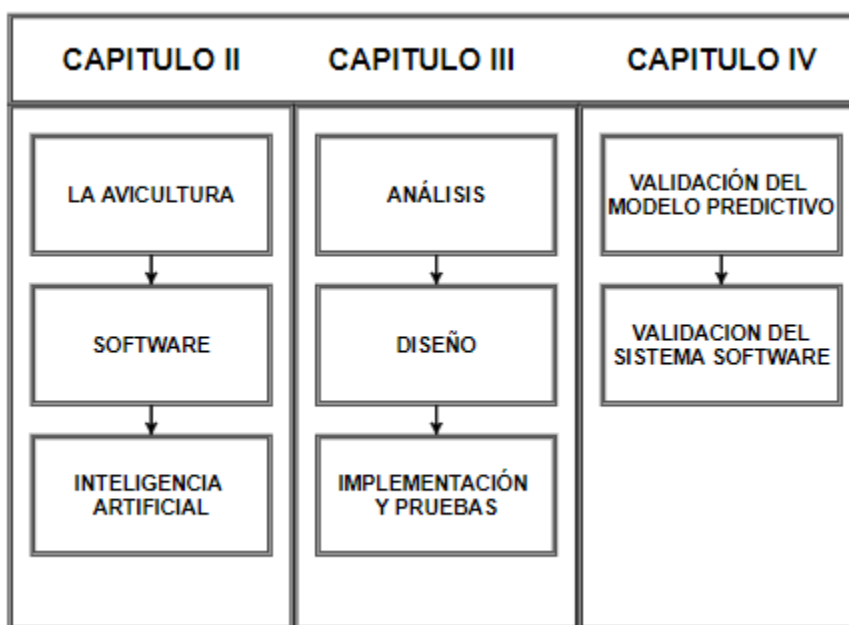 CAPITULO II
CAPITULO III
CAPITULO IV
LA AVICULTURA
SOFTWARE
INTELIGENCIA
ARTIFICIAL
ANÁLISIS
DISEÑO
IMPLEMENTACIÓN
Y PRUEBAS
VALIDACIÓN DEL
MODELO PREDICTIVO
VALIDACION DEL
SISTEMA SOFTWARE